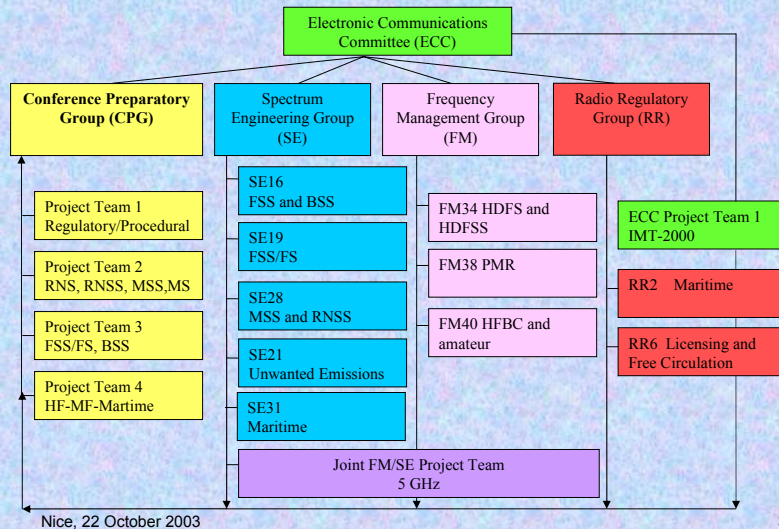 Electronic Communications
Committee (ECC)
Conference Preparatory
Group (CPG)
Spectrum
Engineering Group
(SE)
Frequency
Management Group
(FM)
Radio Regulatory
Group (RR)
Project Team 1
Regulatory/Procedural
Project Team 2
RNS, RNSS, MSS,MS
Project Team 3
FSS/FS, BSS
Project Team 4
HF-MF-Martime
SE16
FSS and BSS
SE19
FSS/FS
SE28
MSS and RNSS
SE21
Unwanted Emissions
SE31
Maritime
FM34 HDFS and
HDFSS
FM38 PMR
FM40 HFBC and
amateur
ECC Project Team 1
IMT-2000
RR2 Maritime
RR6 Licensing and
Free Circulation
Joint FM/SE Project Team
5 GHz
Nice, 22 October 2003